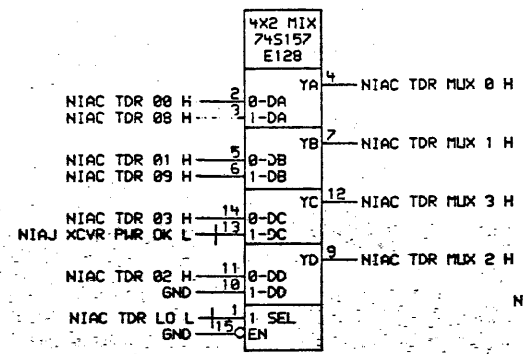 4X2 MIX
74S157
E128
NIAC TDR 00 H 2 0-DA YA 4 NIAC TDR MUX 0 H
NIAC TDR 08 H 3 1-DA
NIAC TDR 01 H 5 0-DB YB 7 NIAC TDR MUX 1 H
NIAC TDR 09 H 6 1-DB
NIAC TDR 03 H 14 0-DC YC 12 NIAC TDR MUX 3 H
NIAJ XCVR PWR OK L 13 1-DC
NIAC TDR 02 H 11 0-DD YD 9 NIAC TDR MUX 2 H
GND 10 1-DD
N
NIAC TDR LO L 1 1 SEL
GND 15 EN